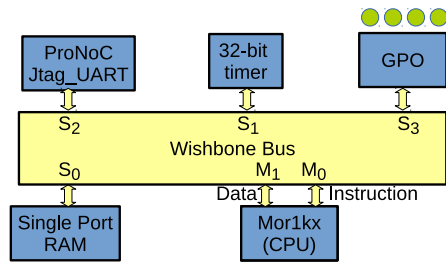 ProNoC
Jtag_UART
32-bit
timer
GPO
S2
S1
S3
Wishbone Bus
S0
M1
M0
Data
Instruction
Single Port
RAM
Mor1kx
(CPU)